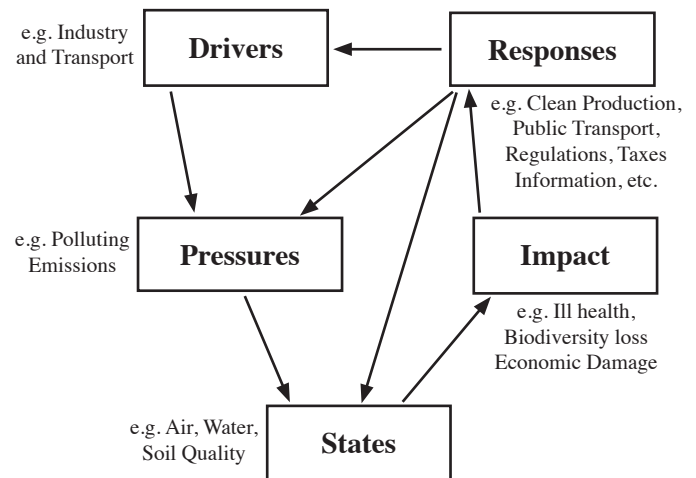 e.g. Industry
and Transport
Drivers
Responses
e.g. Clean Production,
Public Transport,
Regulations, Taxes
Information, etc.
e.g. Polluting
Emissions
Pressures
Impact
e.g. Ill health,
Biodiversity loss
Economic Damage
e.g. Air, Water,
Soil Quality
States